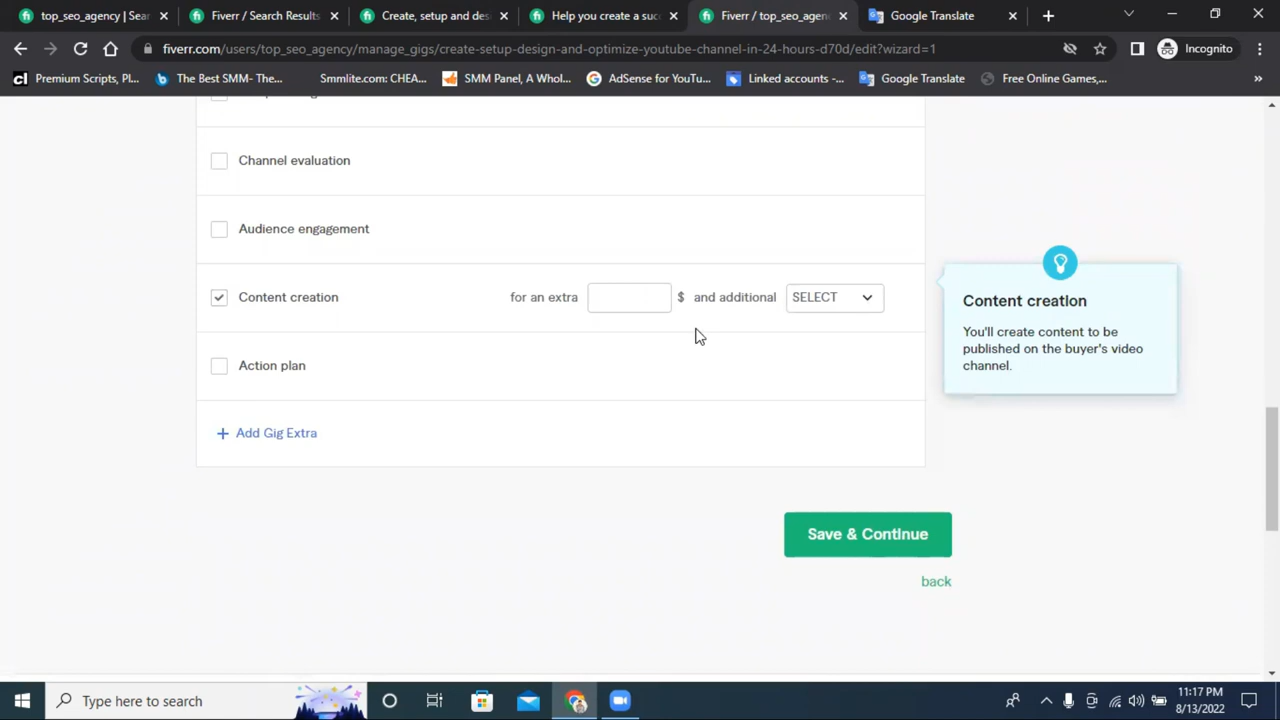 top_seo_agency | Sear
Fiverr / Search Results
Create, setup and des
Help you create a suc
Fiverr / top_seo_agen
Google Translate
fiverr.com/users/top_seo_agency/manage_gigs/create-setup-design-and-optimize-youtube-channel-in-24-hours-d70d/edit?wizard=1
Incognito
Premium Scripts, Pl...
The Best SMM- The...
Smmlite.com: CHEA...
SMM Panel, A Whol...
AdSense for YouTu...
Linked accounts -...
Google Translate
Free Online Games,...
»
Channel evaluation
Audience engagement
Content creation
for an extra
$ and additional
SELECT
Action plan
+ Add Gig Extra
Content creation
You'll create content to be
published on the buyer's video
channel.
Save & Continue
back
Type here to search
11:17 PM
8/13/2022